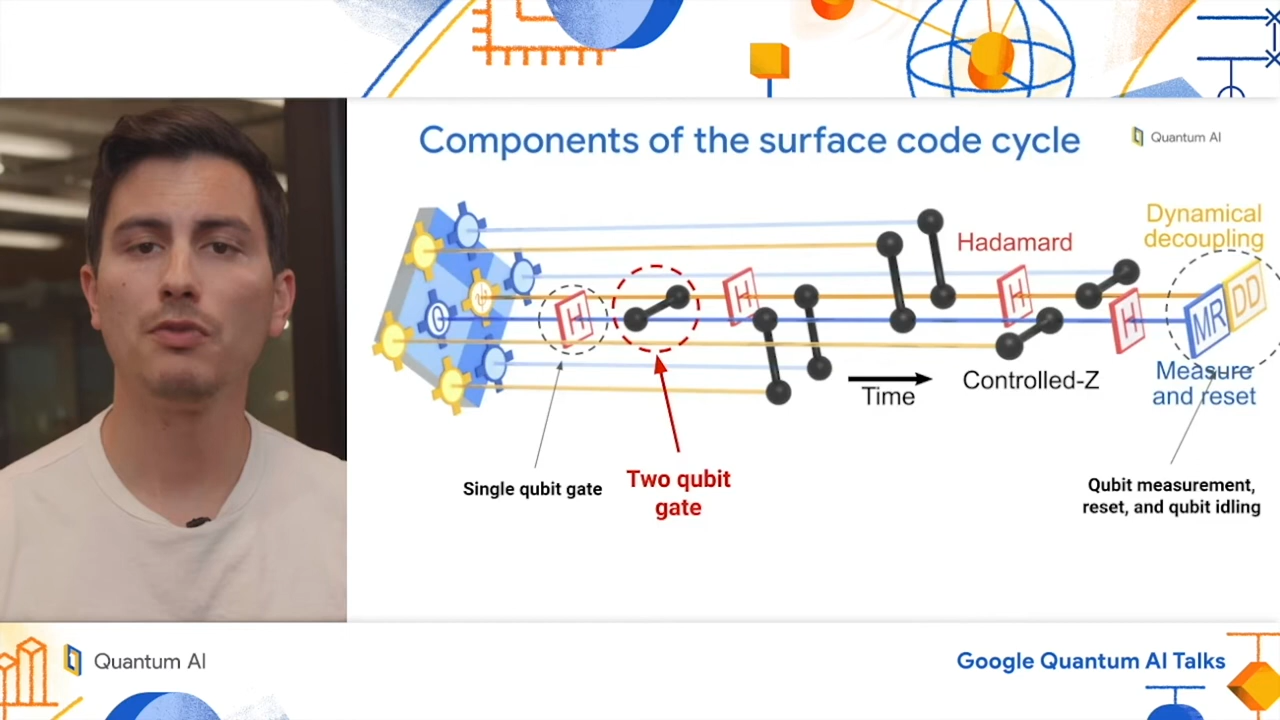 Components of the surface code cycle
Quantum AI
Dynamical
decoupling
Hadamard
H
H
H
H
MR
DD
Time
Controlled-Z
Measure
and reset
Single qubit gate
Two qubit
gate
Qubit measurement,
reset, and qubit idling
Quantum AI
Google Quantum AI Talks